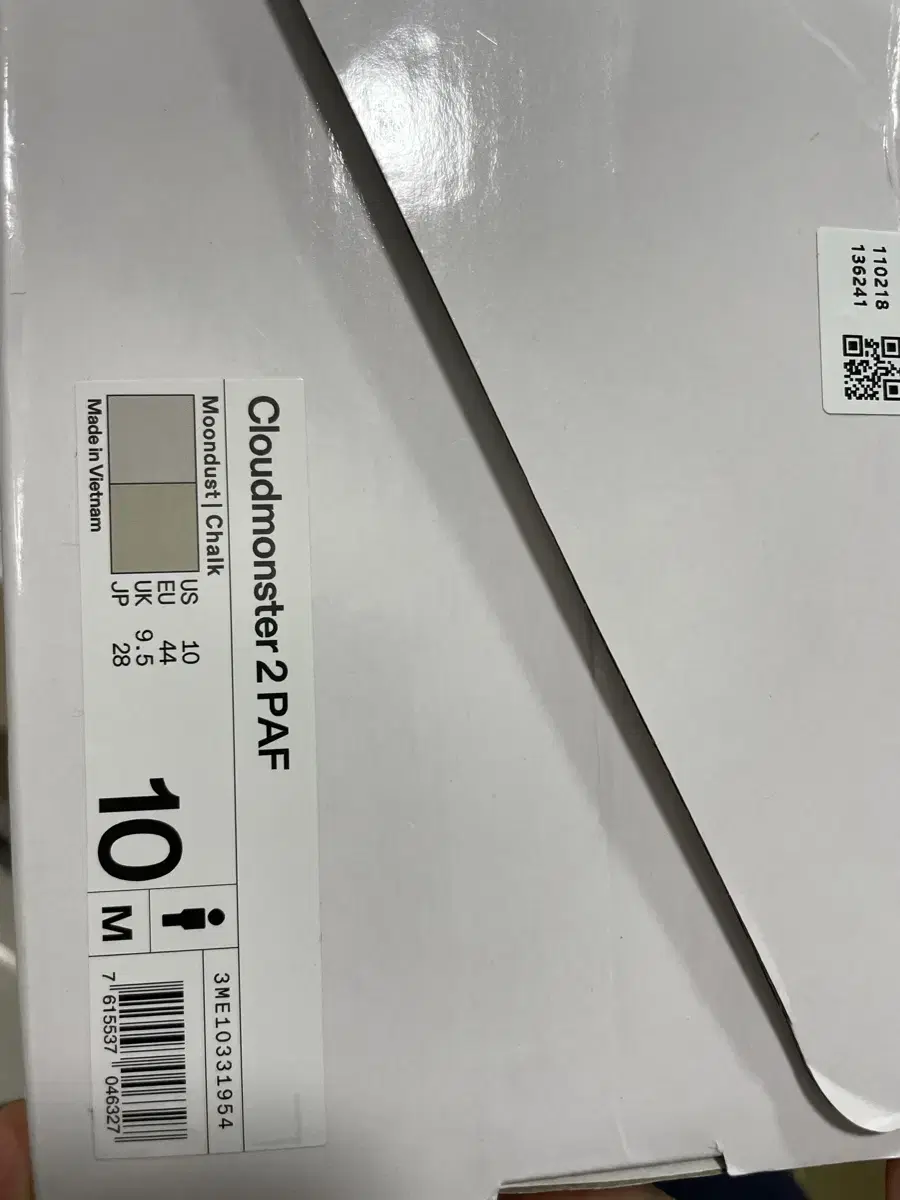 Cloudmonster 2 PAF
Moondust | Chalk
US 10
EU 44
UK 9.5
JP 28
Made in Vietnam
10
M
3ME10331954
7 615537 046327
110218
136241